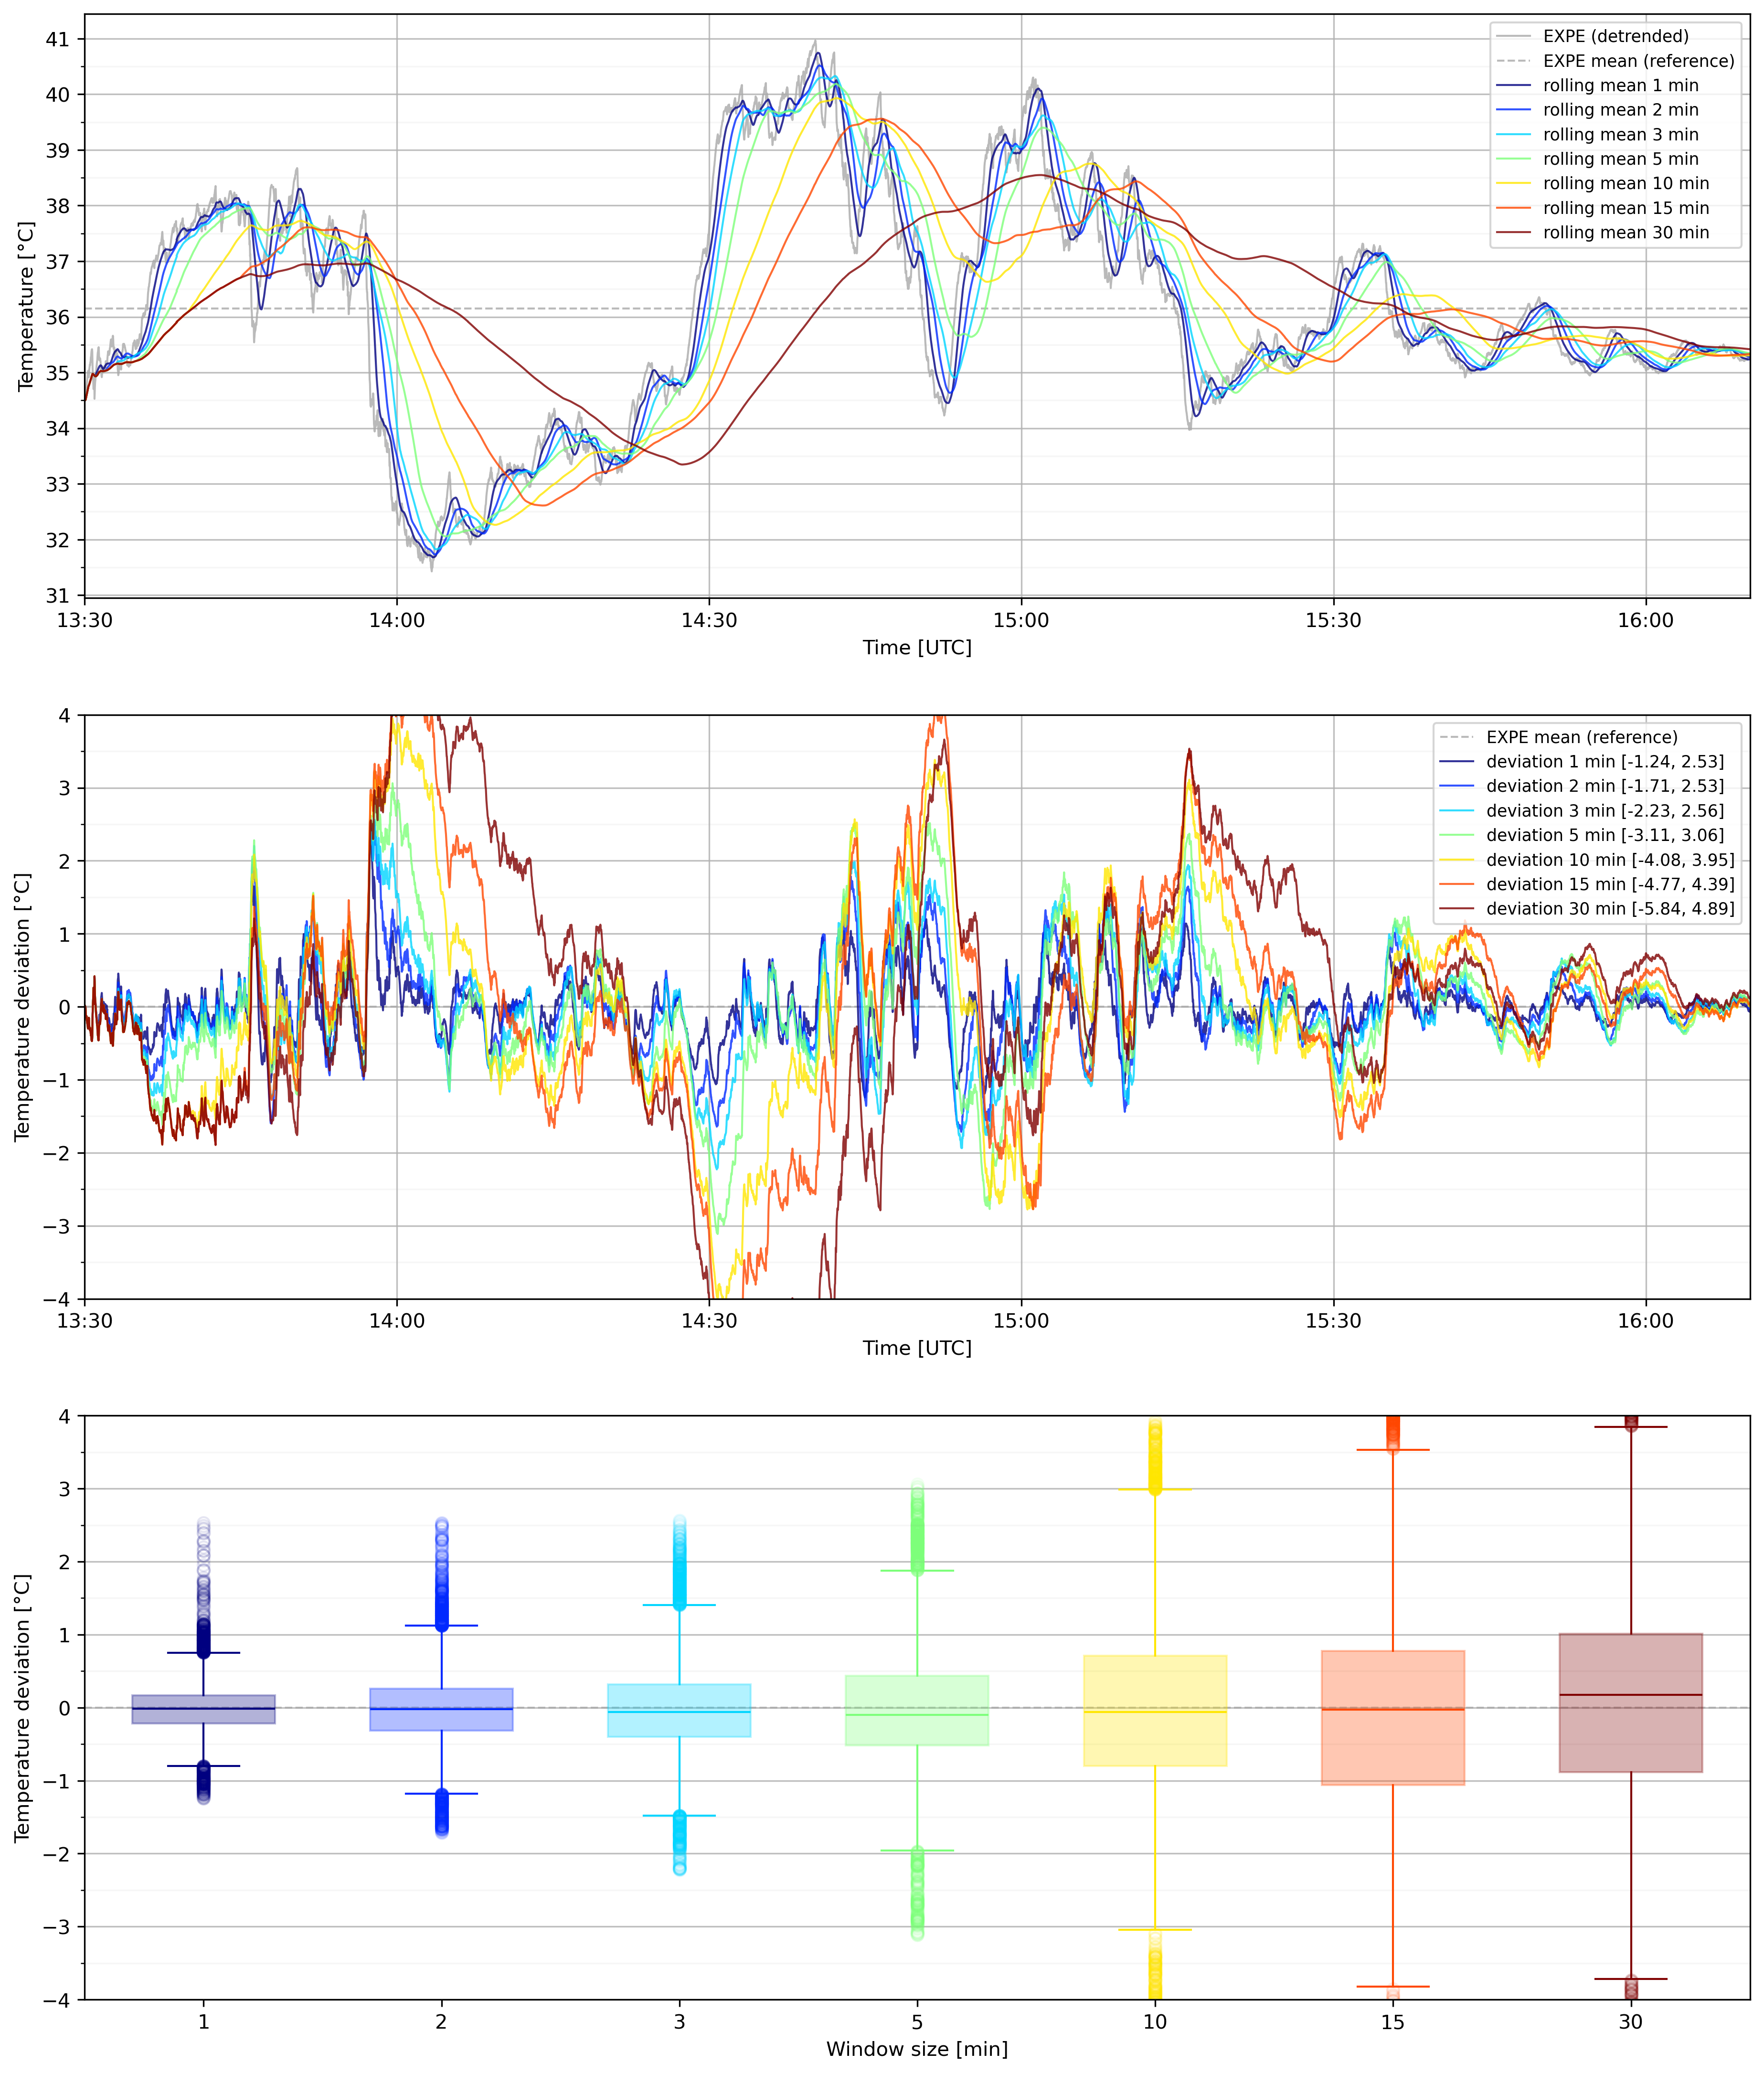 41
40
39
38
37
36
35
34
33
32
31
Temperature [°C]
EXPE (detrended)
EXPE mean (reference)
rolling mean 1 min
rolling mean 2 min
rolling mean 3 min
rolling mean 5 min
rolling mean 10 min
rolling mean 15 min
rolling mean 30 min
13:30 14:00 14:30 15:00 15:30 16:00
Time [UTC]
4
3
2
1
0
−1
−2
−3
−4
Temperature deviation [°C]
EXPE mean (reference)
deviation 1 min [-1.24, 2.53]
deviation 2 min [-1.71, 2.53]
deviation 3 min [-2.23, 2.56]
deviation 5 min [-3.11, 3.06]
deviation 10 min [-4.08, 3.95]
deviation 15 min [-4.77, 4.39]
deviation 30 min [-5.84, 4.89]
13:30 14:00 14:30 15:00 15:30 16:00
Time [UTC]
4
3
2
1
0
−1
−2
−3
−4
Temperature deviation [°C]
1 2 3 5 10 15 30
Window size [min]